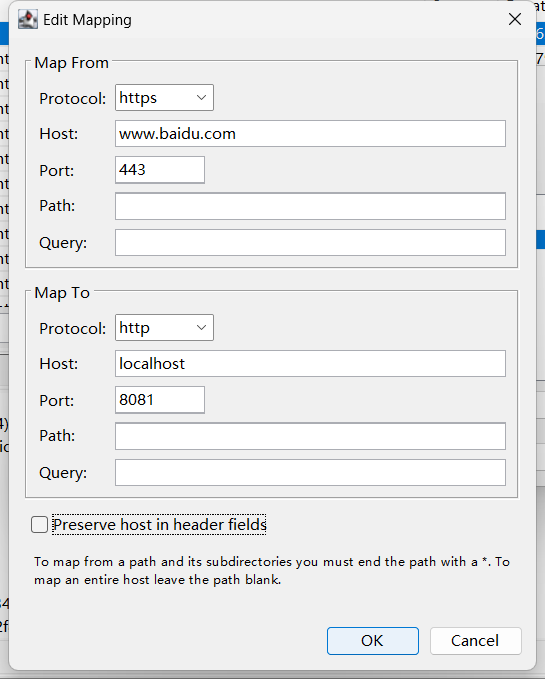 Edit Mapping
Map From
Protocol: https
Host: www.baidu.com
Port: 443
Path:
Query:
Map To
Protocol: http
Host: localhost
Port: 8081
Path:
Query:
Preserve host in header fields
To map from a path and its subdirectories you must end the path with a *. To
map an entire host leave the path blank.
OK Cancel